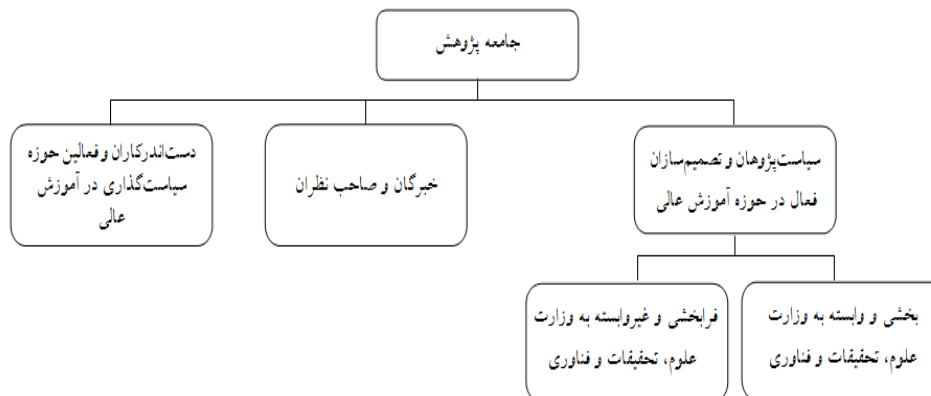 جامعه پژوهش
سیاست‌پژوهان و تصمیم‌سازان
فعال در حوزه آموزش عالی
خبرگان و صاحب نظران
دست‌اندرکاران و فعالین حوزه
سیاست‌گذاری در آموزش
عالی
بخشی و وابسته به وزارت
علوم، تحقیقات و فناوری
فرابخشی و غیروابسته به وزارت
علوم، تحقیقات و فناوری